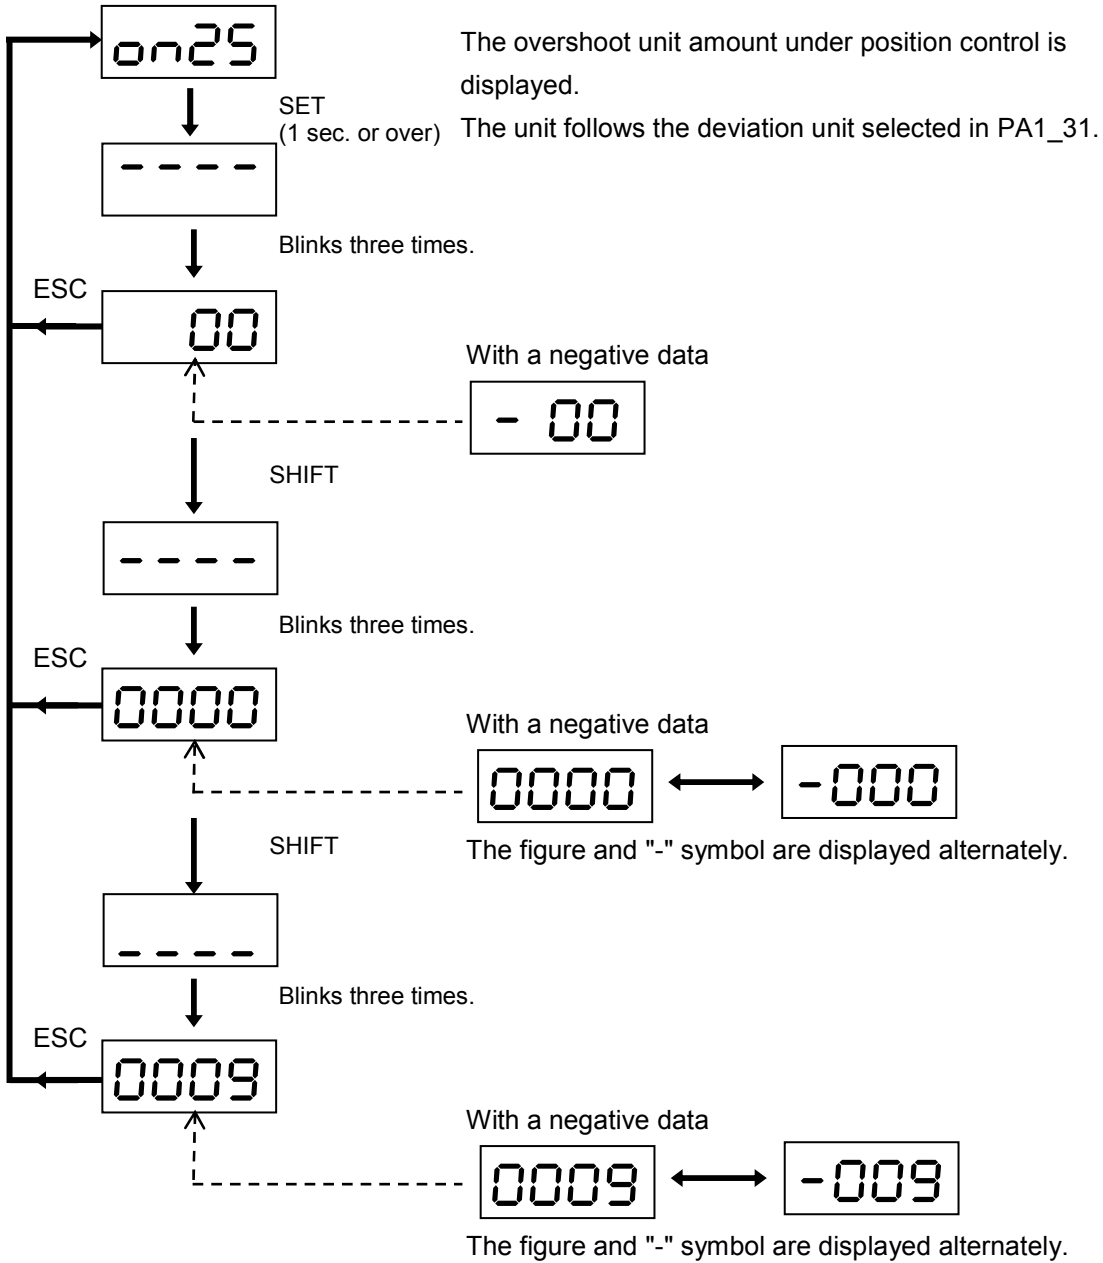 on25
The overshoot unit amount under position control is
displayed.
SET
(1 sec. or over)
The unit follows the deviation unit selected in PA1_31.
- - - -
Blinks three times.
ESC
00
With a negative data
- 00
SHIFT
- - - -
Blinks three times.
ESC
0000
With a negative data
0000
-000
SHIFT
The figure and "-" symbol are displayed alternately.
- - - -
Blinks three times.
ESC
0009
With a negative data
0009
-009
The figure and "-" symbol are displayed alternately.